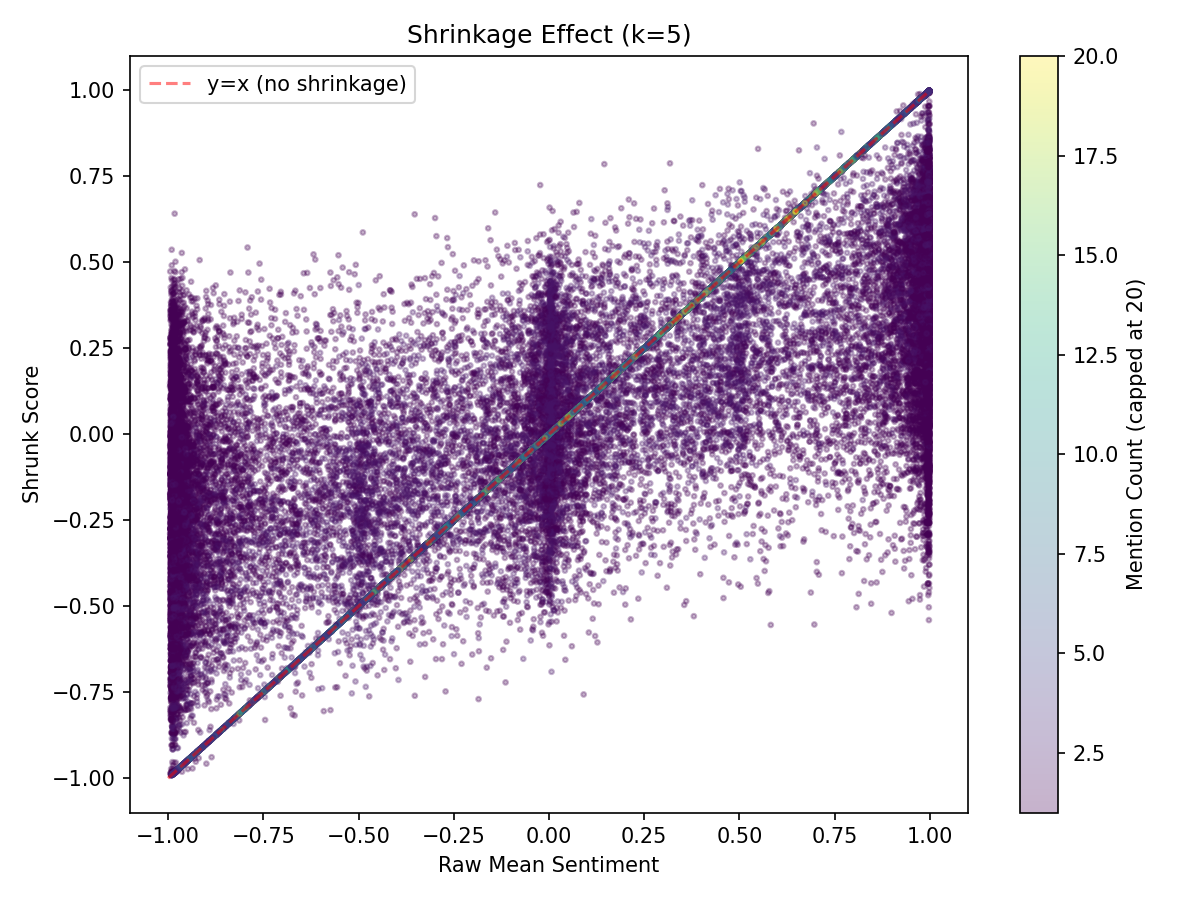 Shrinkage Effect (k=5)
y=x (no shrinkage)
1.00
0.75
0.50
0.25
0.00
−0.25
−0.50
−0.75
−1.00
Shrunk Score
−1.00 −0.75 −0.50 −0.25 0.00 0.25 0.50 0.75 1.00
Raw Mean Sentiment
20.0
17.5
15.0
12.5
10.0
7.5
5.0
2.5
Mention Count (capped at 20)